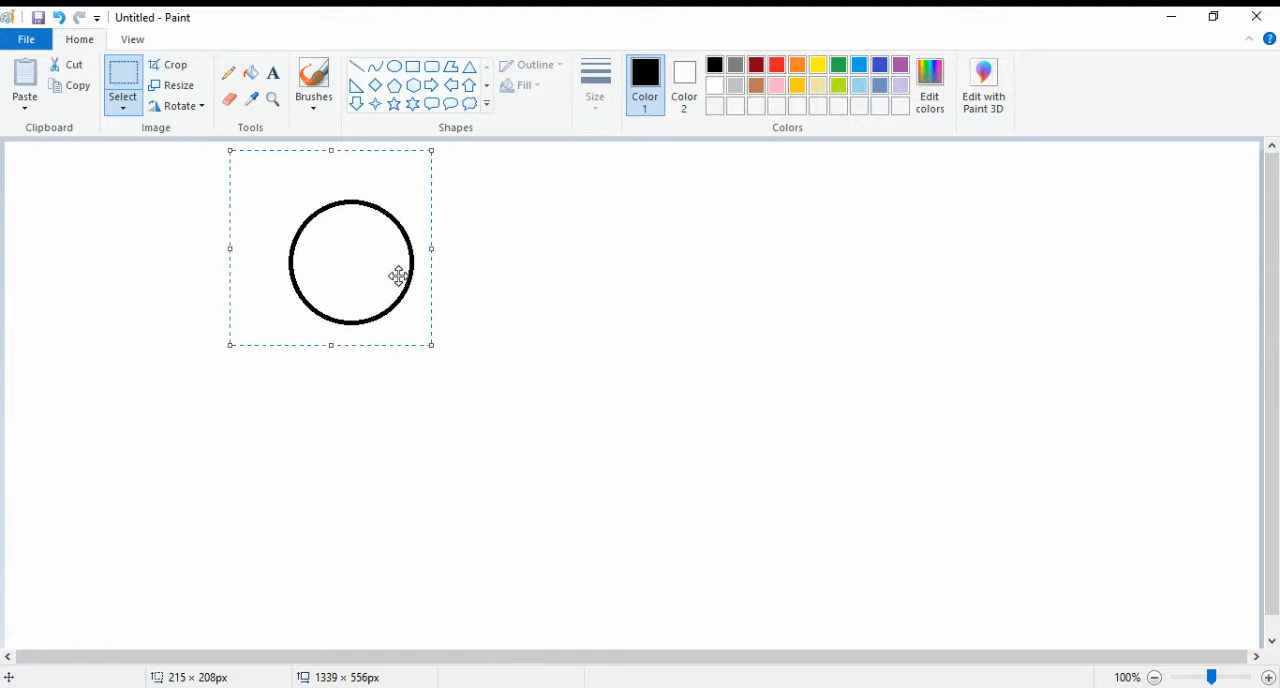 Untitled - Paint
File Home View
Paste
Cut
Copy
Clipboard
Select
Crop
Resize
Rotate
Image
A
Tools
Brushes
Shapes
Outline
Fill
Size
Color 1
Color 2
Colors
Edit colors
Edit with Paint 3D
215 × 208px
1339 × 556px
100%